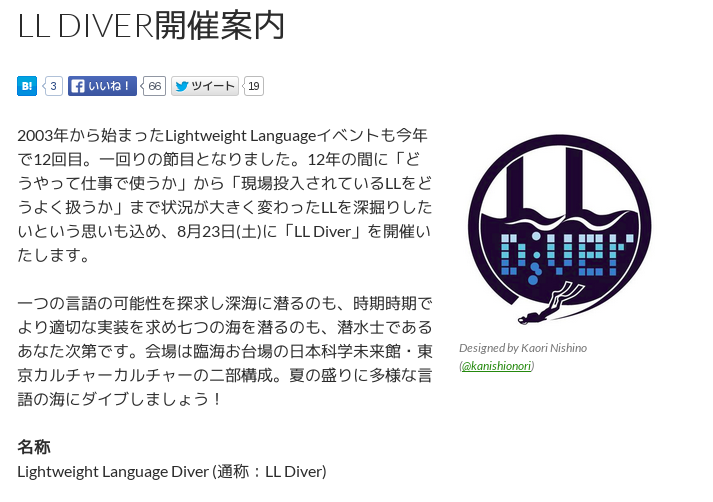 LL DIVER開催案内
B! 3 いいね! 66 ツイート 19
2003年から始まったLightweight Languageイベントも今年
で12回目。一回りの節目となりました。12年の間に「ど
うやって仕事で使うか」から「現場投入されているLLをど
うよく扱うか」まで状況が大きく変わったLLを深掘りした
いという思いも込め、8月23日(土)に「LL Diver」を開催い
たします。
一つの言語の可能性を探求し深海に潜るのも、時期時期で
より適切な実装を求め七つの海を潜るのも、潜水士である
あなた次第です。会場は臨海お台場の日本科学未来館・東
京カルチャーカルチャーの二部構成。夏の盛りに多様な言
語の海にダイブしましょう！
LL
Diver
Designed by Kaori Nishino
(@kanishionori)
名称
Lightweight Language Diver (通称：LL Diver)